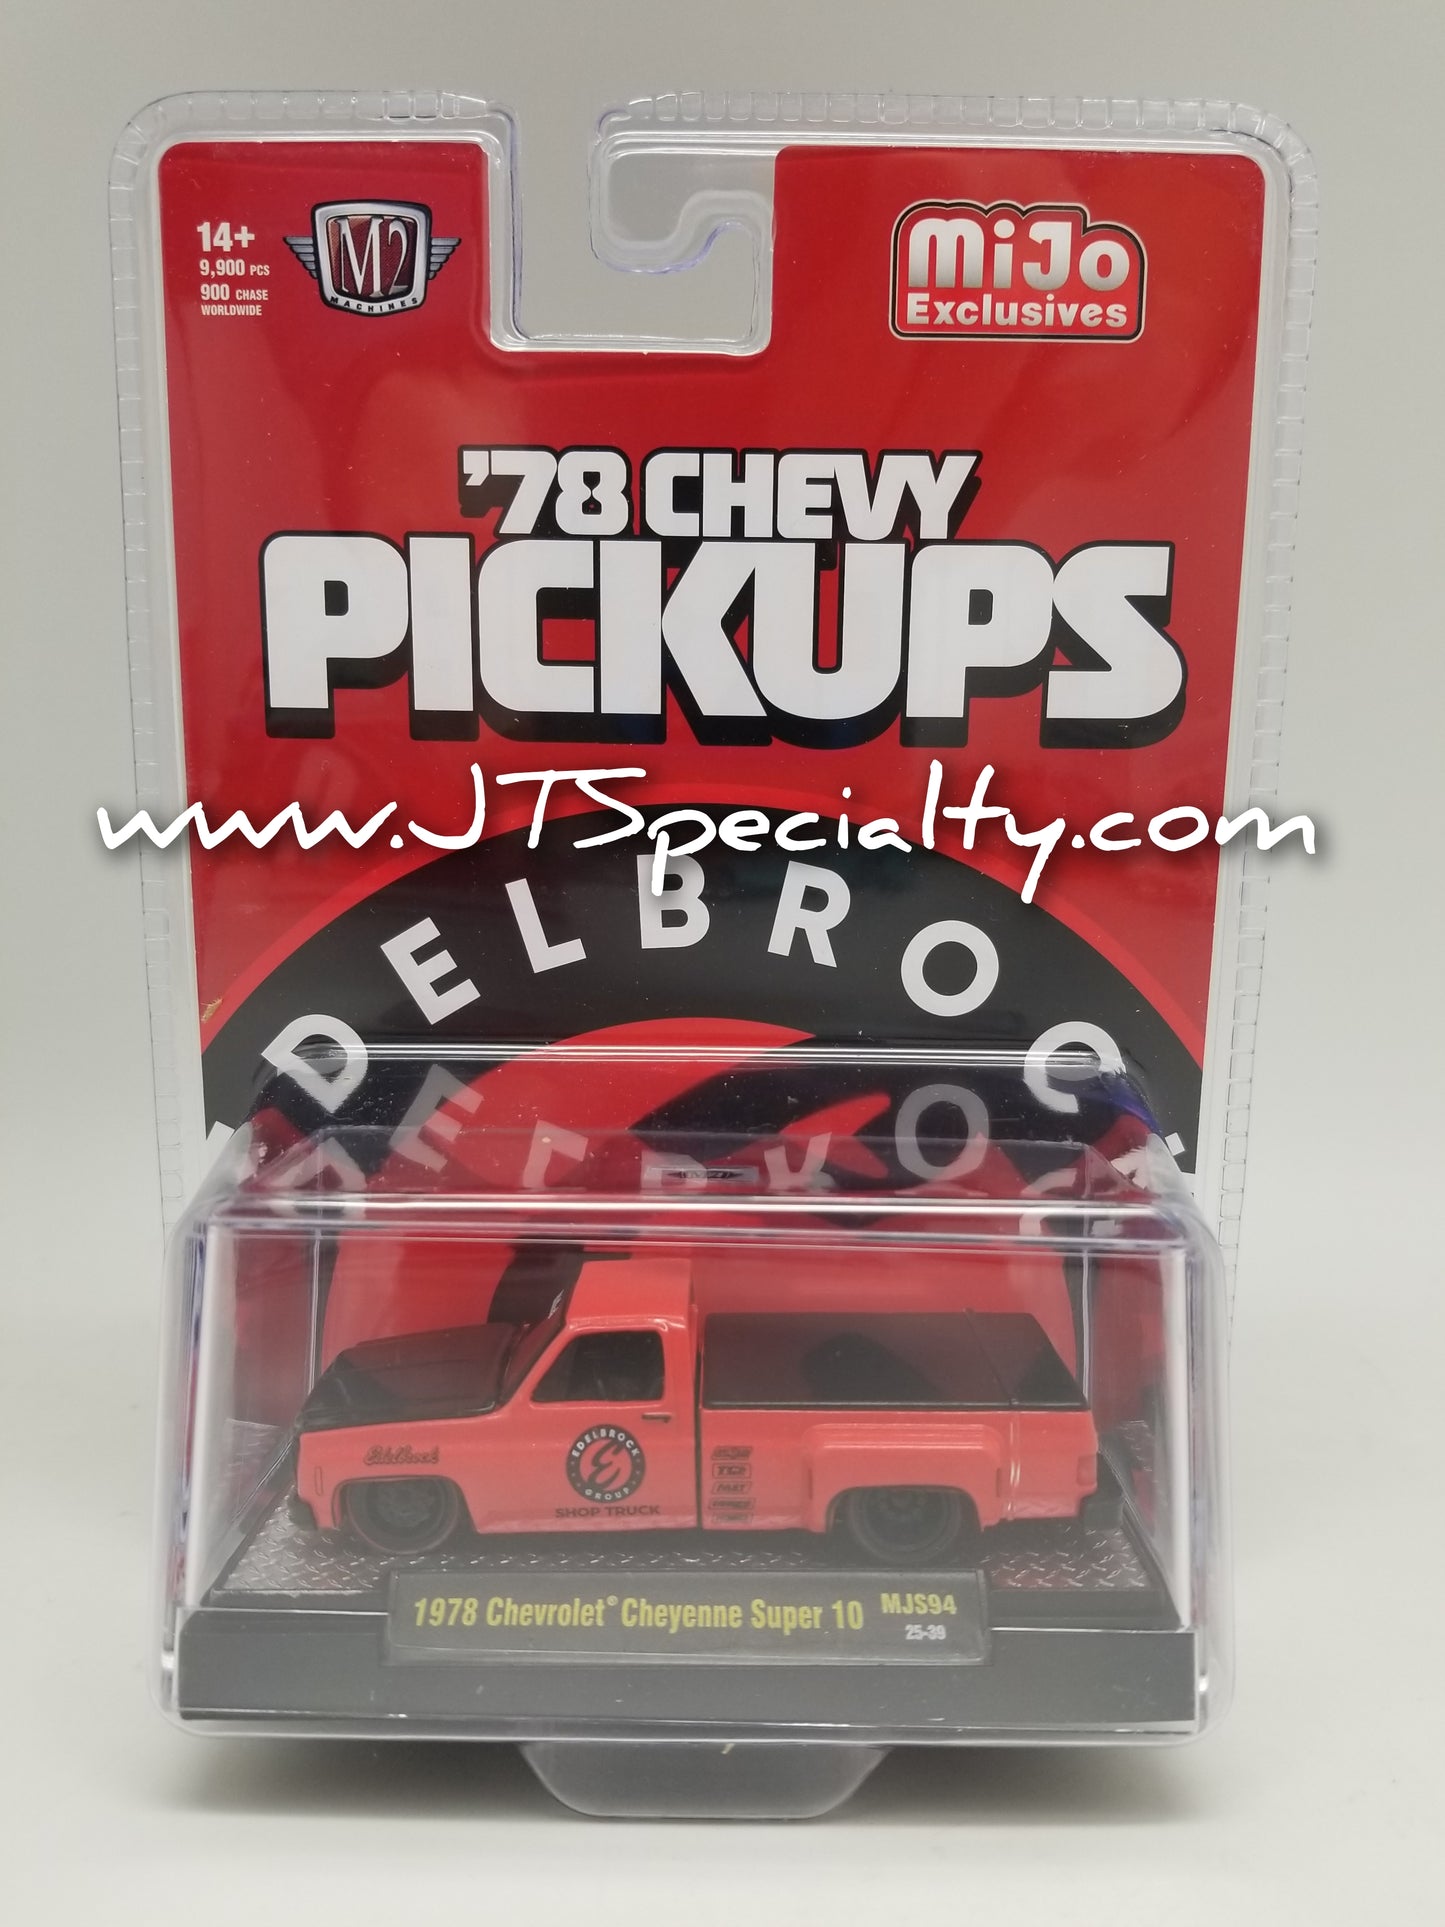 14+
9,900 PCS
900 CHASE
WORLDWIDE
M2
MACHINES
MiJo
Exclusives
'78 CHEVY
PICKUPS
www.JTSpecialty.com
DELBROC
Edelbrock
EDELBROCK
E
GROUP
SHOP TRUCK
1978 Chevrolet® Cheyenne Super 10
MJS94
25-39